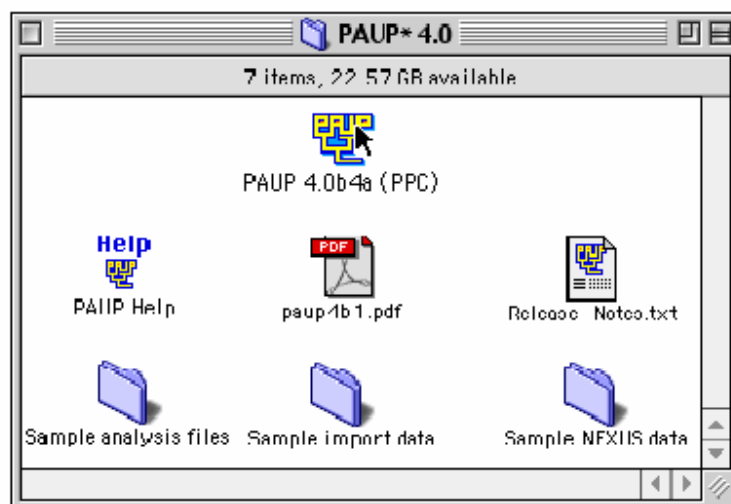 PAUP* 4.0
7 items, 22.57 GB available
PAUP
PAUP 4.0b4a (PPC)
Help
PAUP Help
PDF
paup4b1.pdf
PAUP
Release Notes.txt
Sample analysis files
Sample import data
Sample NEXUS data